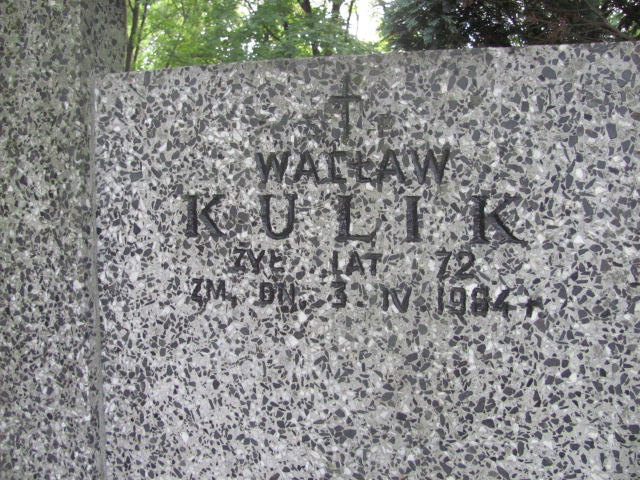 WACŁAW
KULIK
ŻYŁ LAT 72
ZM. DN. 3 IV 1984 r.